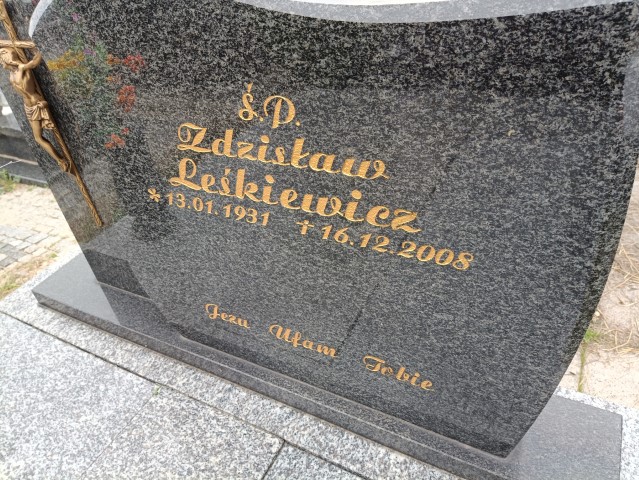 Ś.P.
Zdzisław
Leśkiewicz
* 13.01.1931 † 16.12.2008
Jezu Ufam Tobie